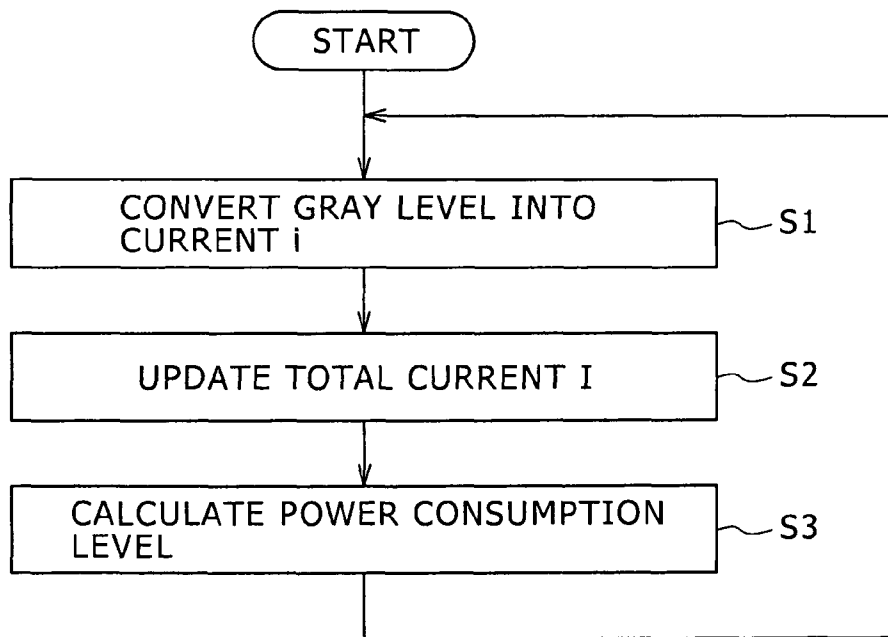 START
CONVERT GRAY LEVEL INTO
CURRENT i
S1
UPDATE TOTAL CURRENT I
S2
CALCULATE POWER CONSUMPTION
LEVEL
S3